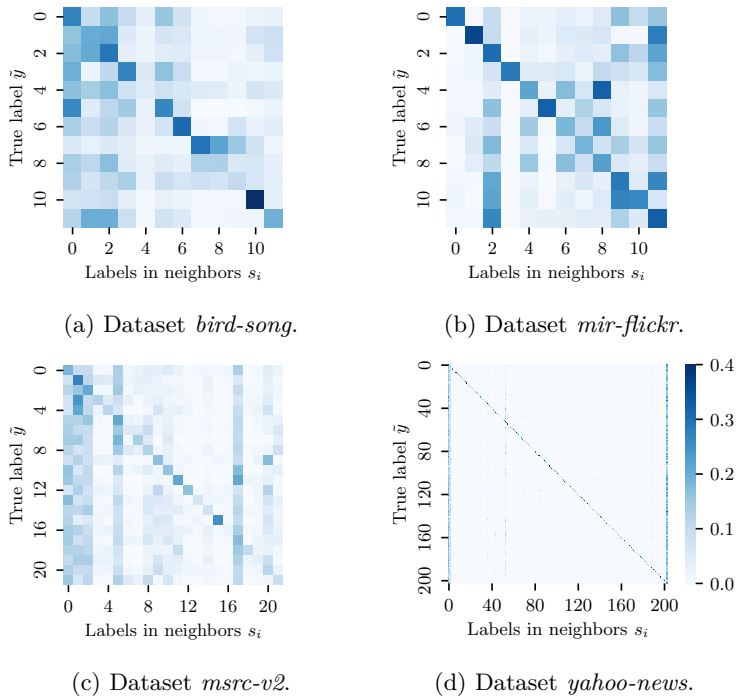 0
2
4
6
8
10
True label ỹ
0 2 4 6 8 10
Labels in neighbors s_i
(a) Dataset bird-song.
0
2
4
6
8
10
True label ỹ
0 2 4 6 8 10
Labels in neighbors s_i
(b) Dataset mir-flickr.
0
4
8
12
16
20
True label ỹ
0 4 8 12 16 20
Labels in neighbors s_i
(c) Dataset msrc-v2.
0
40
80
120
160
200
True label ỹ
0 40 80 120 160 200
Labels in neighbors s_i
0.4
0.3
0.2
0.1
0.0
(d) Dataset yahoo-news.